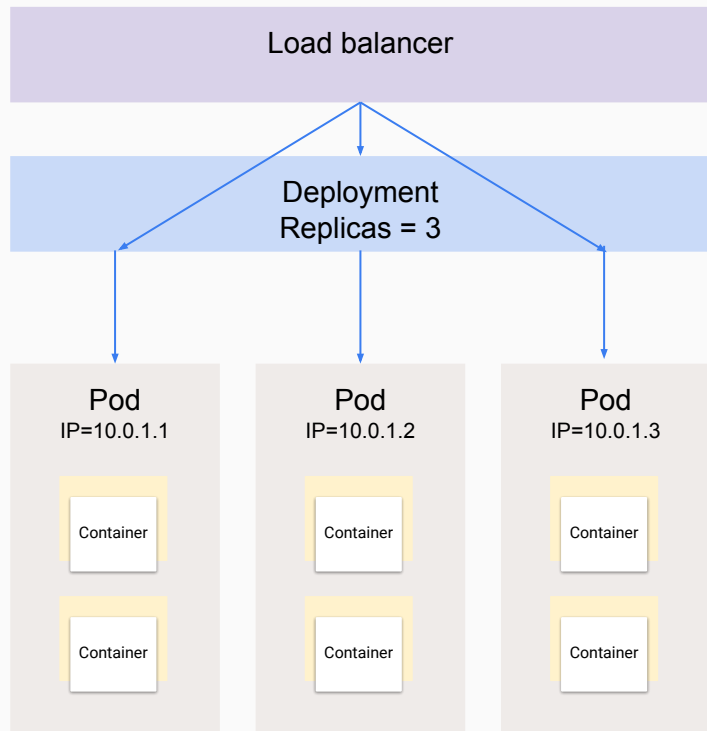 Load balancer
Deployment
Replicas = 3
Pod
IP=10.0.1.1
Container
Container
Pod
IP=10.0.1.2
Container
Container
Pod
IP=10.0.1.3
Container
Container